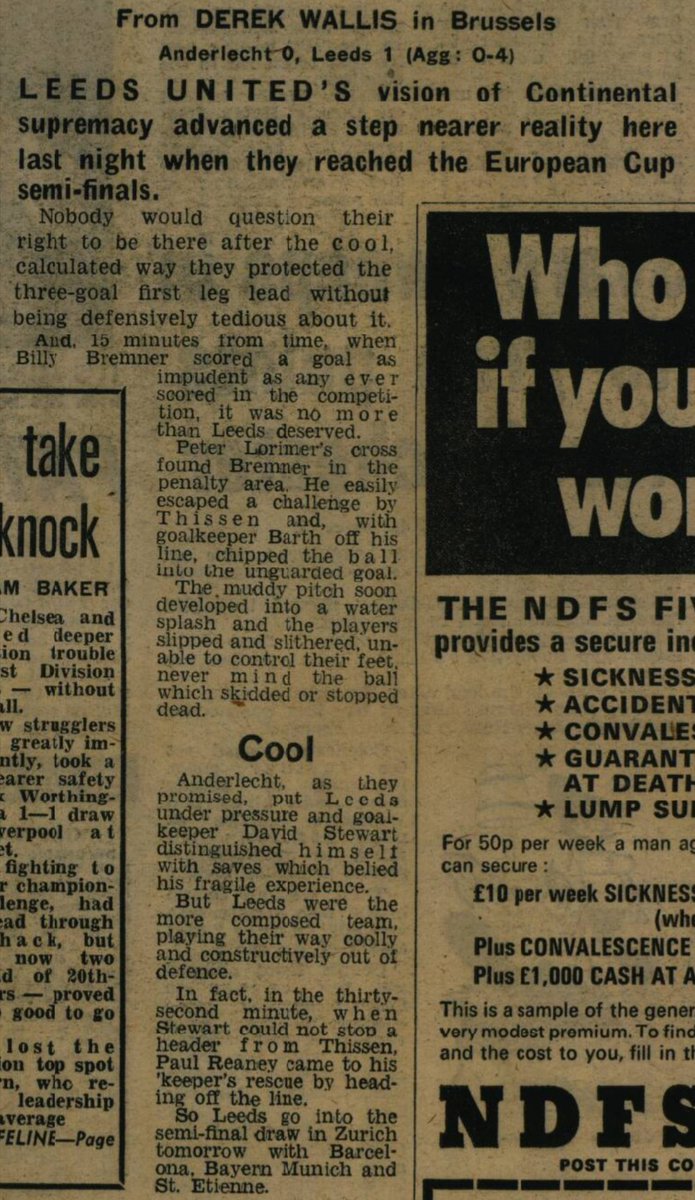 From DEREK WALLIS in Brussels
Anderlecht 0, Leeds 1 (Agg: 0-4)
LEEDS UNITED'S vision of Continental
supremacy advanced a step nearer reality here
last night when they reached the European Cup
semi-finals.
Nobody would question their
right to be there after the cool,
calculated way they protected the
three-goal first leg lead without
being defensively tedious about it.
And, 15 minutes from time, when
Billy Bremner scored a goal as
impudent as any ever
scored in the competi-
tion, it was no more
than Leeds deserved.
Peter Lorimer's cross
found Bremner in the
penalty area. He easily
escaped a challenge by
Thissen and, with
goalkeeper Barth off his
line, chipped the ball
into the unguarded goal.
The muddy pitch soon
developed into a water
splash and the players
slipped and slithered, un-
able to control their feet,
never mind the ball
which skidded or stopped
dead.
Cool
Anderlecht, as they
promised, put Leeds
under pressure and goal-
keeper David Stewart
distinguished himself
with saves which belied
his fragile experience.
But Leeds were the
more composed team,
playing their way coolly
and constructively out of
defence.
In fact, in the thirty-
second minute, when
Stewart could not stop a
header from Thissen,
Paul Reaney came to his
'keeper's rescue by head-
ing off the line.
So Leeds go into the
semi-final draw in Zurich
tomorrow with Barcel-
ona, Bayern Munich and
St. Etienne.
take
knock
AM BAKER
Chelsea and
ed deeper
ion trouble
st Division
— without
all.
w strugglers
greatly im-
ntly, took a
earer safety
Worthing-
a 1—1 draw
verpool at
et.
fighting to
r champion-
lenge, had
ead through
hack, but
now two
d of 20th-
rs — proved
good to go
lost the
ion top spot
rn, who re-
leadership
average
FELINE—Page
Who
if you
wor
THE NDFS FIV
provides a secure inc
★ SICKNESS
★ ACCIDENT
★ CONVALES
★ GUARANT
AT DEATH
★ LUMP SUM
For 50p per week a man ag
can secure:
£10 per week SICKNESS
(whe
Plus CONVALESCENCE
Plus £1,000 CASH AT A
This is a sample of the gener
very modest premium. To find
and the cost to you, fill in th
NDFS
POST THIS CO